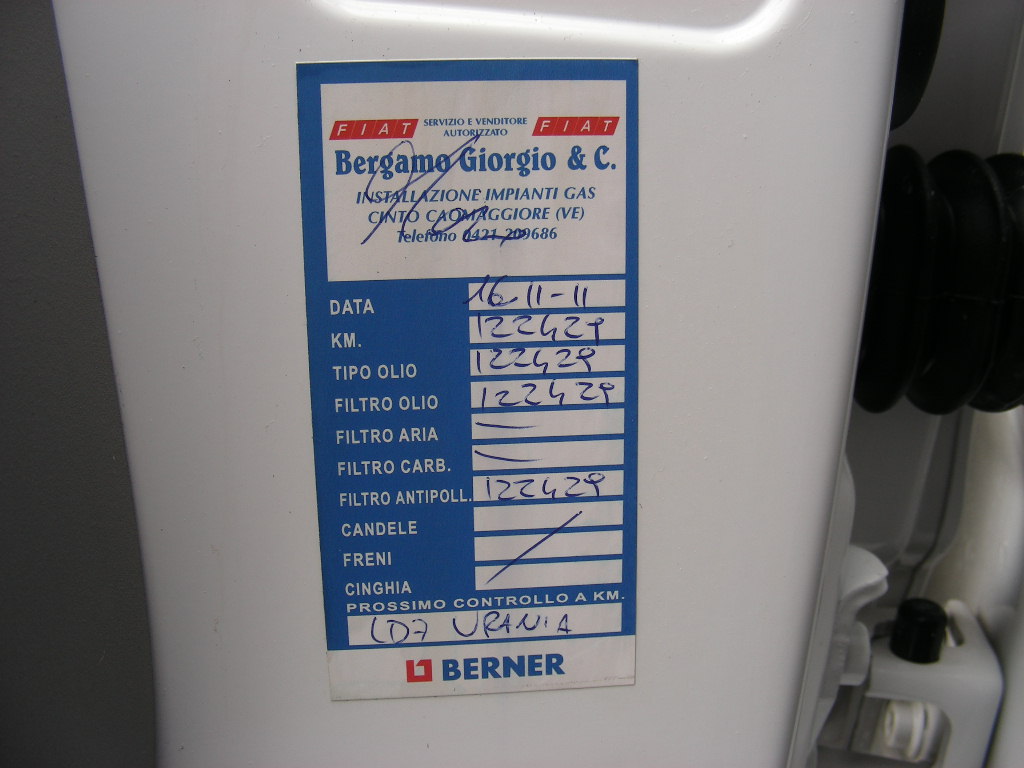 FIAT SERVIZIO E VENDITORE AUTORIZZATO FIAT
Bergamo Giorgio & C.
INSTALLAZIONE IMPIANTI GAS
CINTO CAOMAGGIORE (VE)
Telefono 0421 209686
DATA 16-11-11
KM. 122429
TIPO OLIO 122429
FILTRO OLIO 122429
FILTRO ARIA —
FILTRO CARB. —
FILTRO ANTIPOLL. 122429
CANDELE
FRENI
CINGHIA
PROSSIMO CONTROLLO A KM.
LD7 URANIA
BERNER